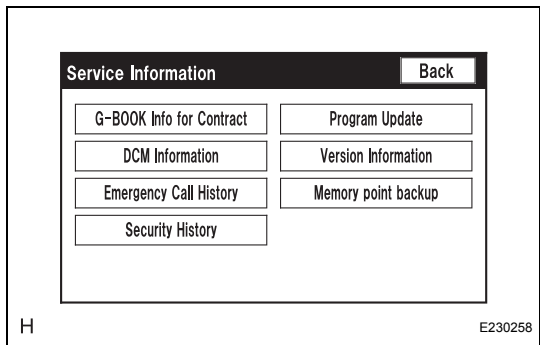 Service Information
Back
G-BOOK Info for Contract
Program Update
DCM Information
Version Information
Emergency Call History
Memory point backup
Security History
H
E230258